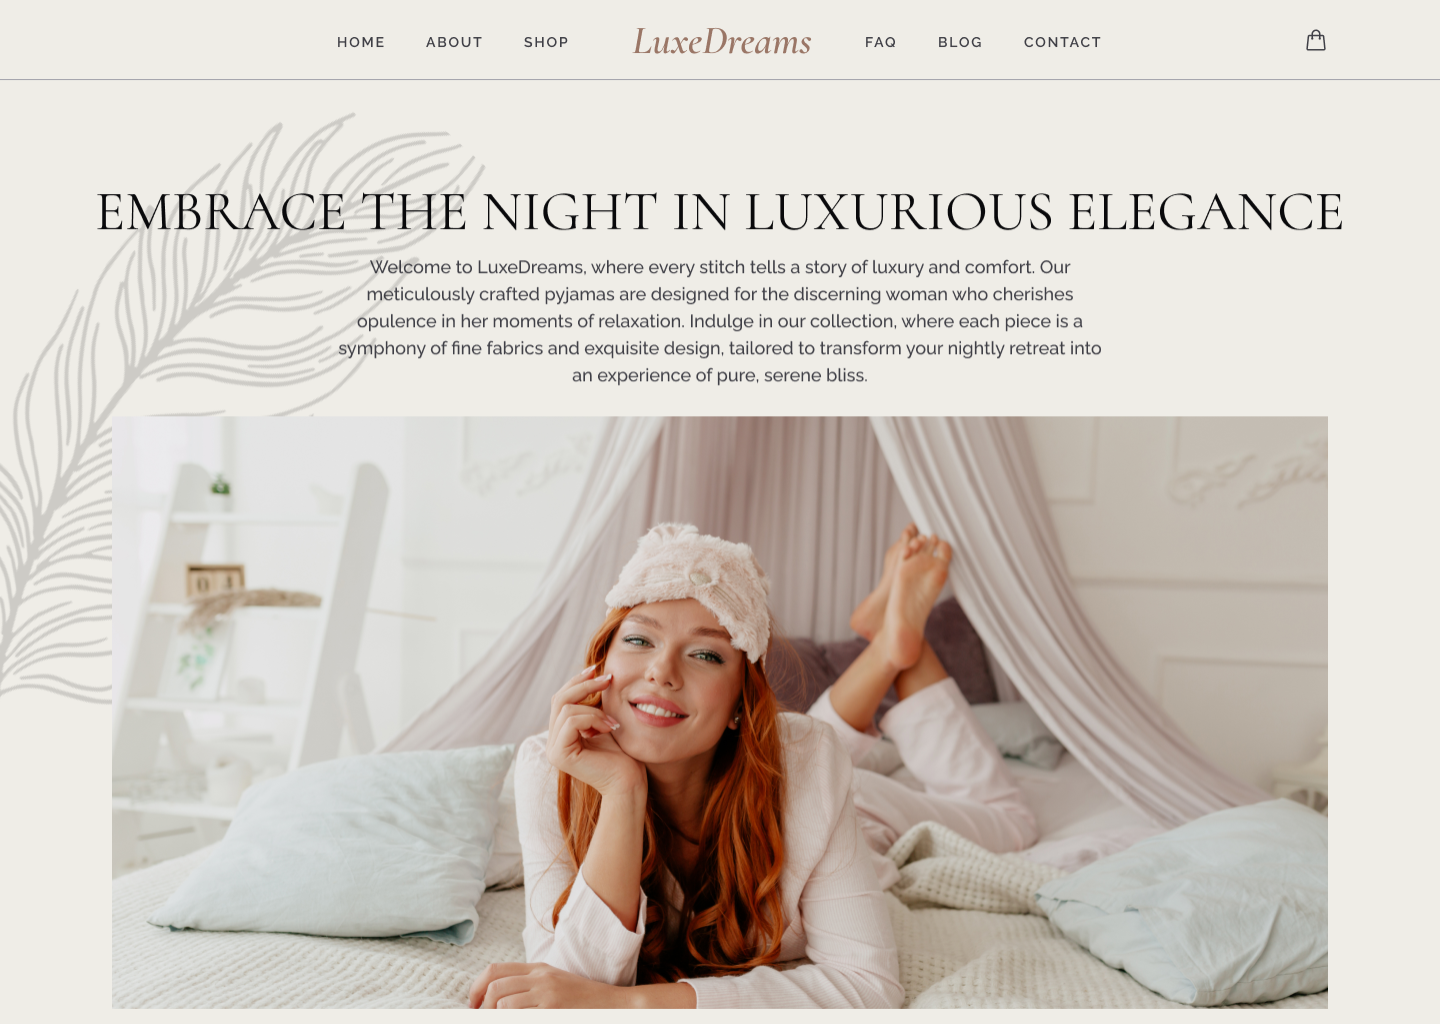 HOME ABOUT SHOP LuxeDreams FAQ BLOG CONTACT
EMBRACE THE NIGHT IN LUXURIOUS ELEGANCE
Welcome to LuxeDreams, where every stitch tells a story of luxury and comfort. Our
meticulously crafted pyjamas are designed for the discerning woman who cherishes
opulence in her moments of relaxation. Indulge in our collection, where each piece is a
symphony of fine fabrics and exquisite design, tailored to transform your nightly retreat into
an experience of pure, serene bliss.